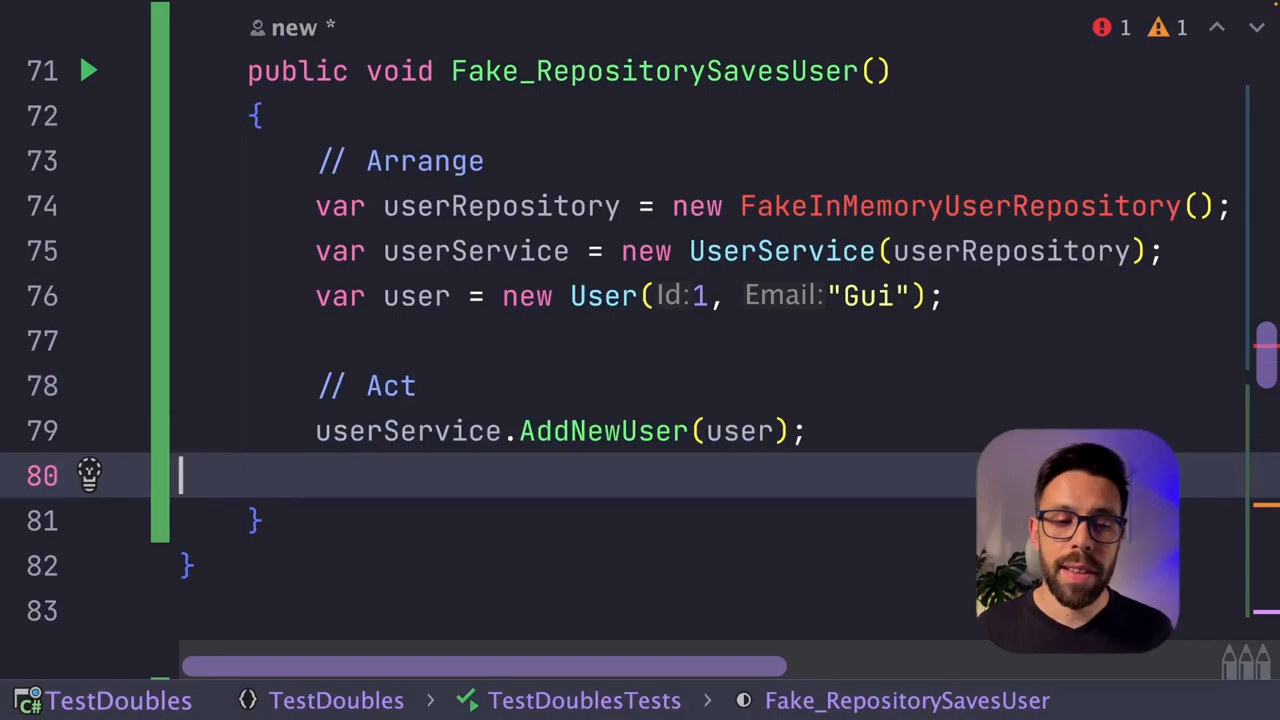 new *
1 1
71 public void Fake_RepositorySavesUser()
72 {
73 // Arrange
74 var userRepository = new FakeInMemoryUserRepository();
75 var userService = new UserService(userRepository);
76 var user = new User(Id:1, Email:"Gui");
77
78 // Act
79 userService.AddNewUser(user);
80
81 }
82 }
83
C# TestDoubles TestDoubles › TestDoublesTests › Fake_RepositorySavesUser